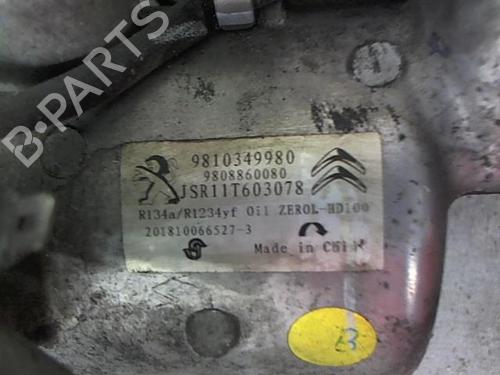 B-PARTS
9810349980
9808860080
JSR11T603078
R134a/R1234yf Oil ZEROL-HD100
201810066527-3
Made in China
B